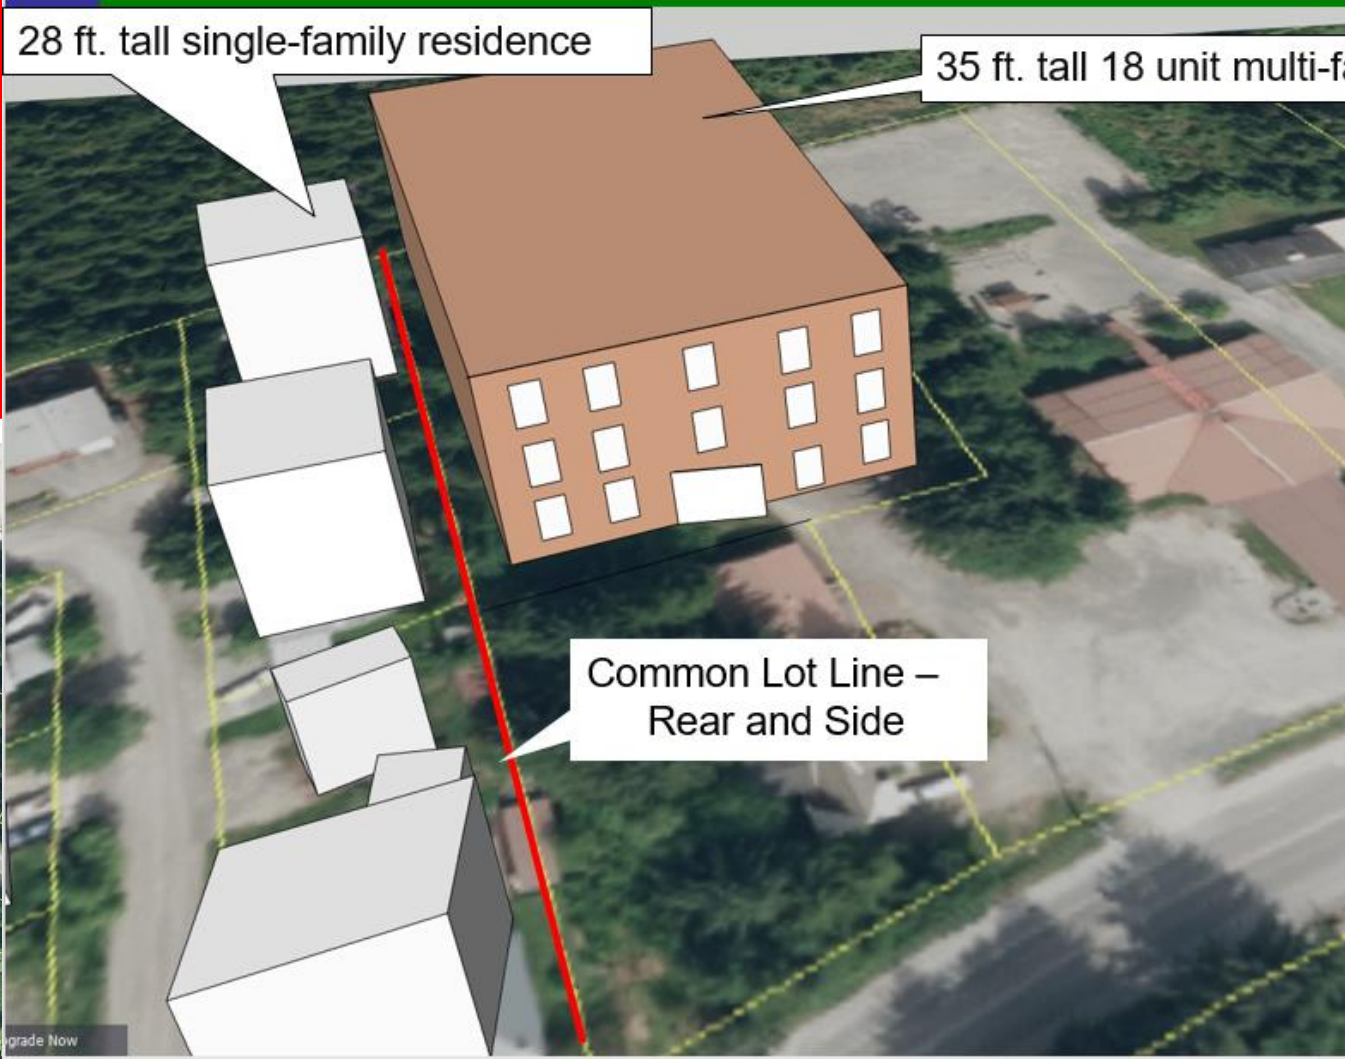 28 ft. tall single-family residence
35 ft. tall 18 unit multi-fa
Common Lot Line –
Rear and Side
grade Now